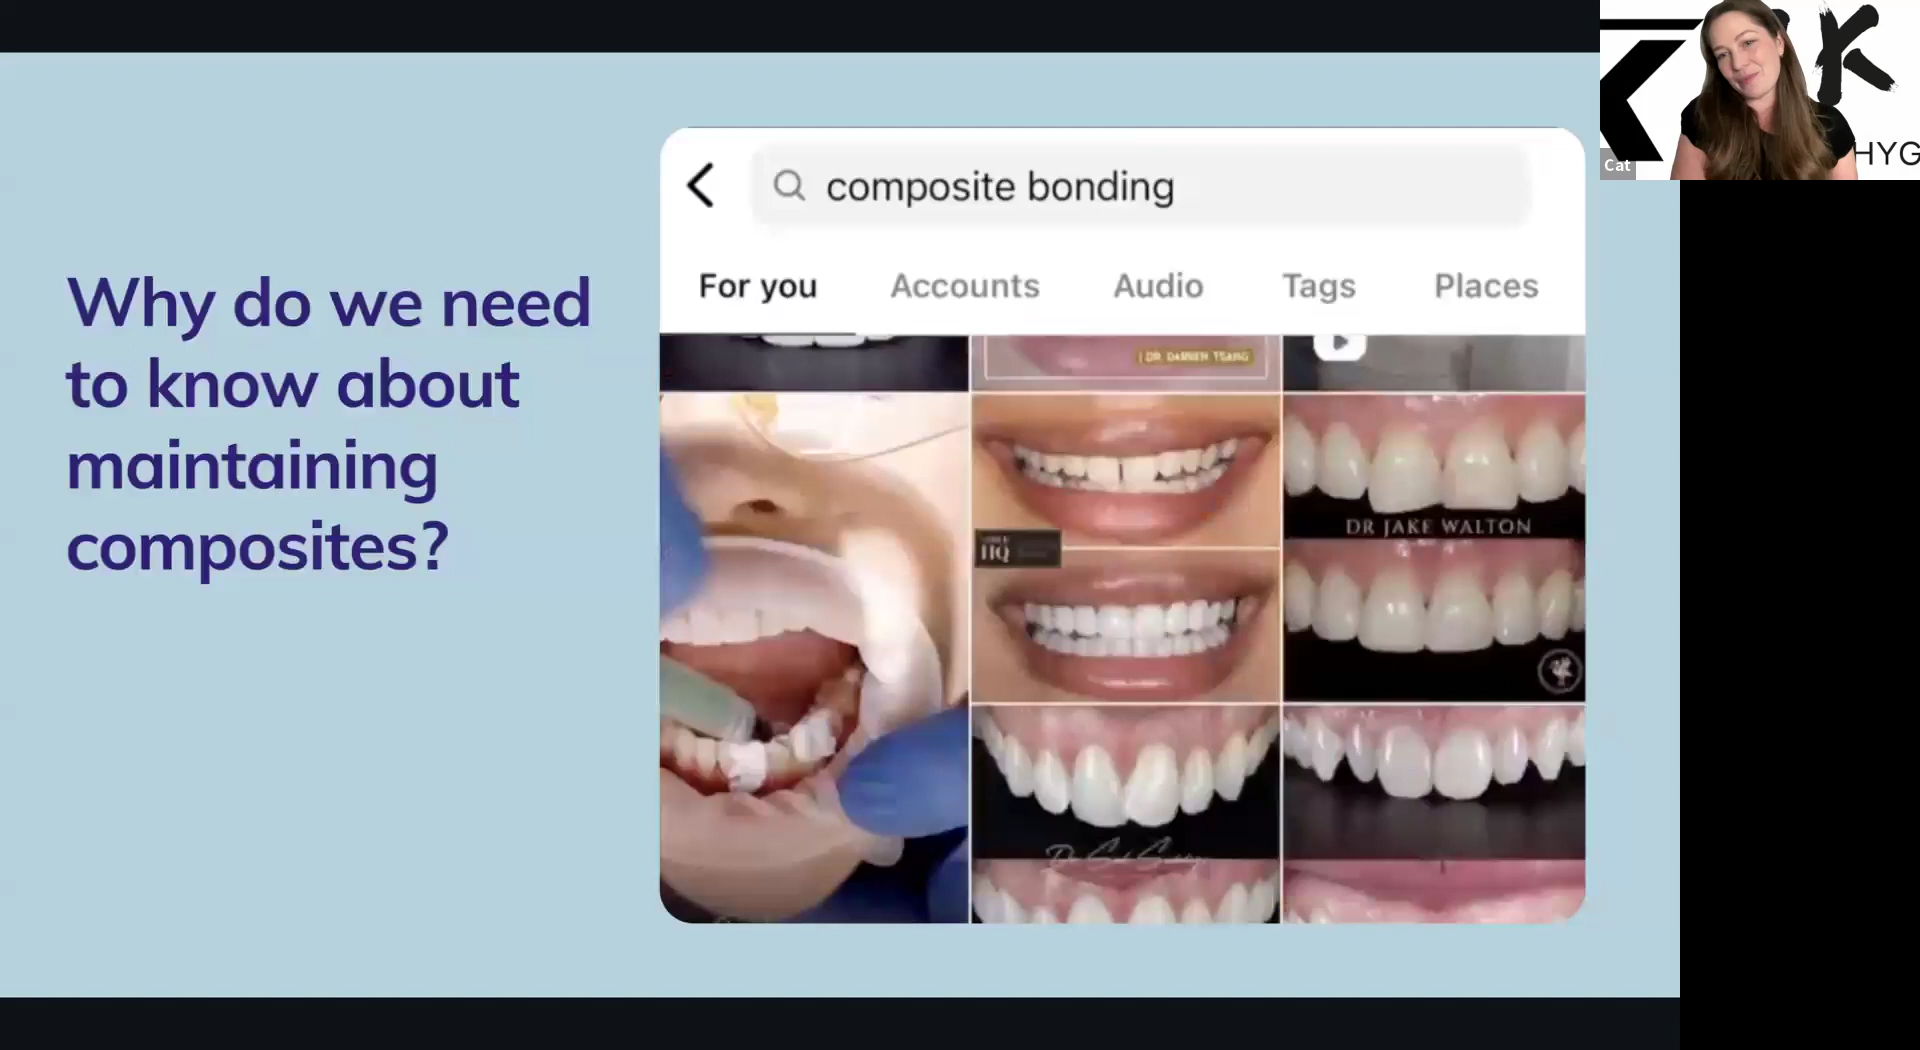 Why do we need
to know about
maintaining
composites?
composite bonding
For you Accounts Audio Tags Places
DR. DARREN TSANG
HQ
DR JAKE WALTON
K
HYG
Cat